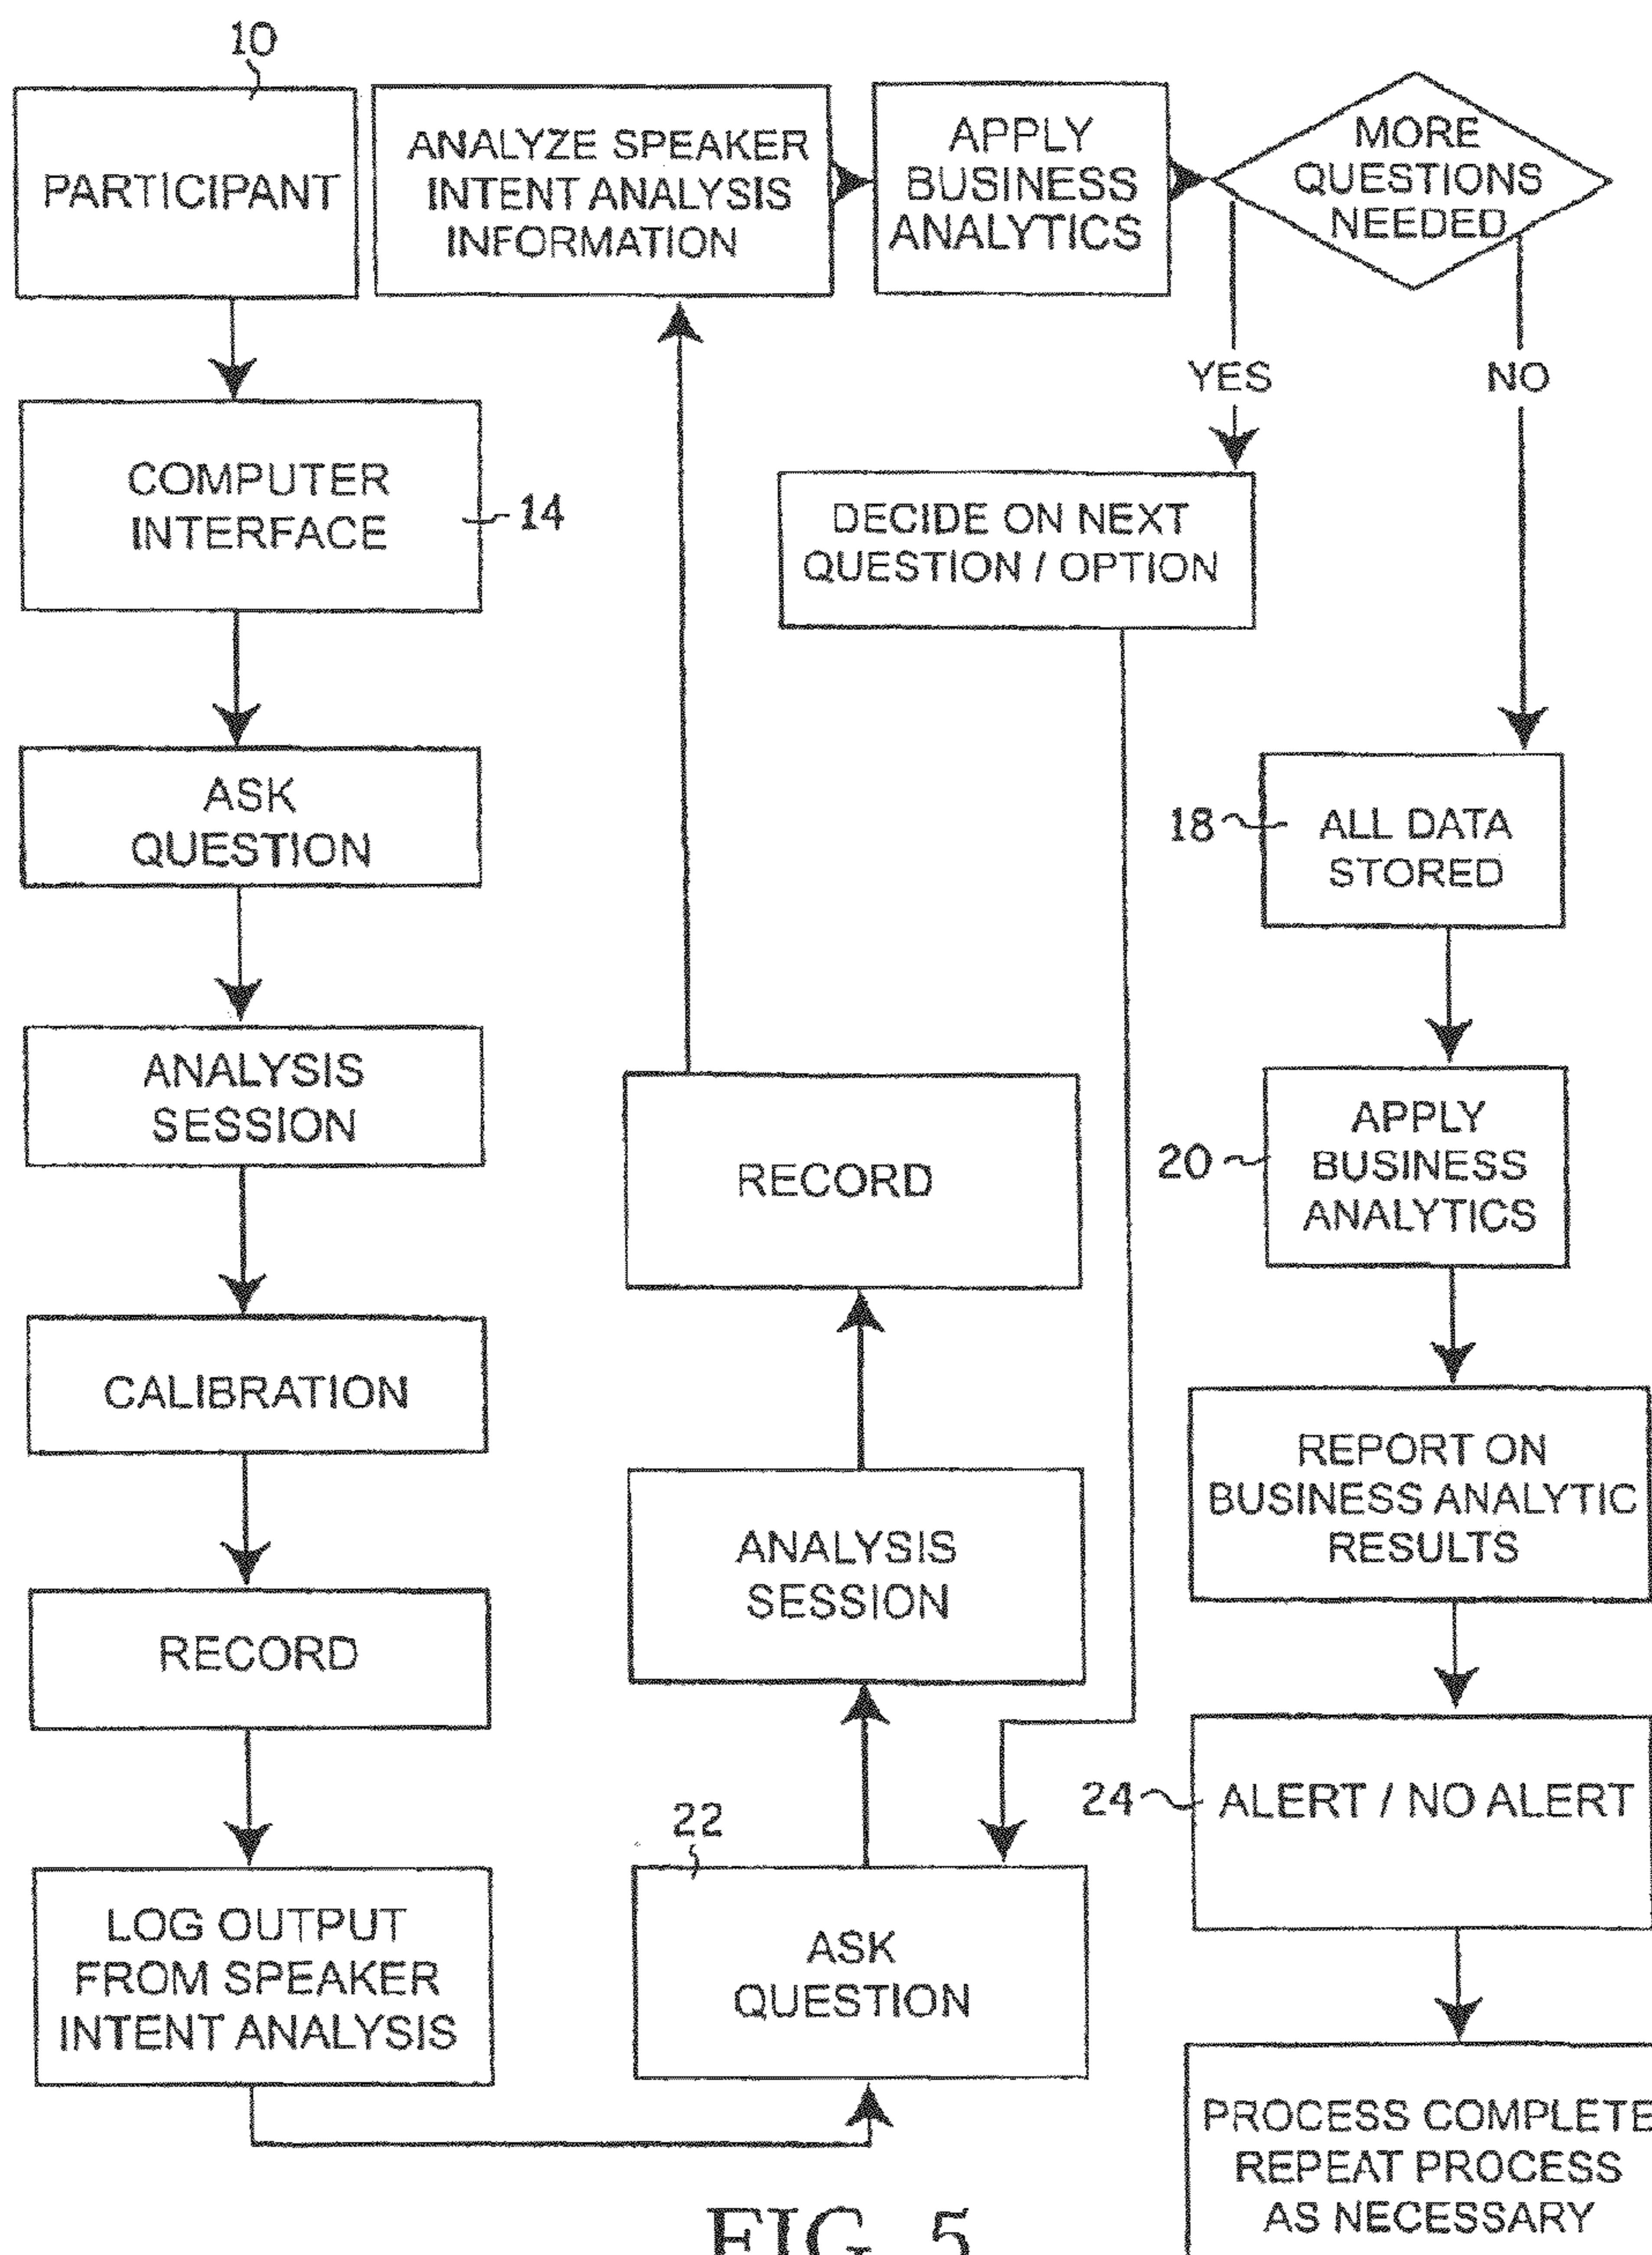 10
PARTICIPANT
COMPUTER
INTERFACE
14
ASK
QUESTION
ANALYSIS
SESSION
CALIBRATION
RECORD
LOG OUTPUT
FROM SPEAKER
INTENT ANALYSIS
22
ASK
QUESTION
ANALYSIS
SESSION
RECORD
ANALYZE SPEAKER
INTENT ANALYSIS
INFORMATION
APPLY
BUSINESS
ANALYTICS
MORE
QUESTIONS
NEEDED
YES
DECIDE ON NEXT
QUESTION / OPTION
NO
18
ALL DATA
STORED
20
APPLY
BUSINESS
ANALYTICS
REPORT ON
BUSINESS ANALYTIC
RESULTS
24
ALERT / NO ALERT
PROCESS COMPLETE
REPEAT PROCESS
AS NECESSARY
FIG. 5